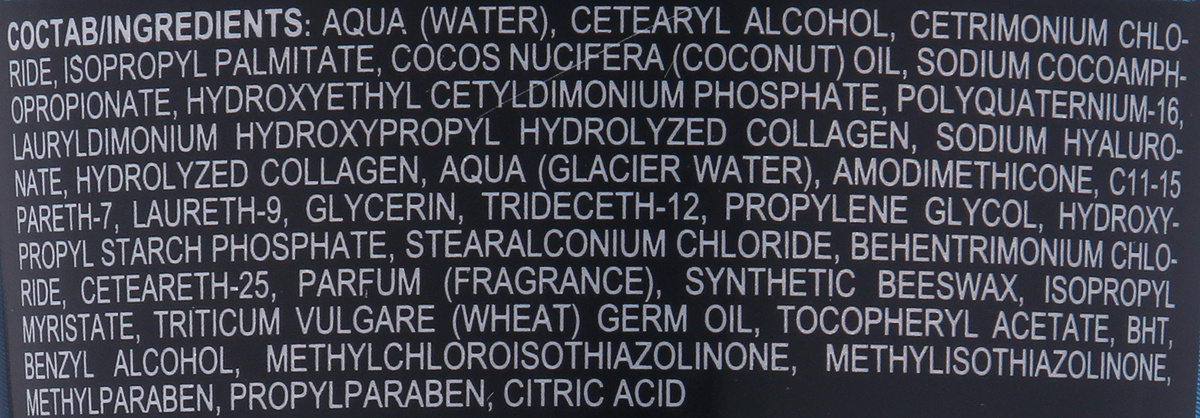 СОСТАВ/INGREDIENTS: AQUA (WATER), CETEARYL ALCOHOL, CETRIMONIUM CHLO-
RIDE, ISOPROPYL PALMITATE, COCOS NUCIFERA (COCONUT) OIL, SODIUM COCOAMPH-
OPROPIONATE, HYDROXYETHYL CETYLDIMONIUM PHOSPHATE, POLYQUATERNIUM-16,
LAURYLDIMONIUM HYDROXYPROPYL HYDROLYZED COLLAGEN, SODIUM HYALURO-
NATE, HYDROLYZED COLLAGEN, AQUA (GLACIER WATER), AMODIMETHICONE, C11-15
PARETH-7, LAURETH-9, GLYCERIN, TRIDECETH-12, PROPYLENE GLYCOL, HYDROXY-
PROPYL STARCH PHOSPHATE, STEARALCONIUM CHLORIDE, BEHENTRIMONIUM CHLO-
RIDE, CETEARETH-25, PARFUM (FRAGRANCE), SYNTHETIC BEESWAX, ISOPROPYL
MYRISTATE, TRITICUM VULGARE (WHEAT) GERM OIL, TOCOPHERYL ACETATE, BHT,
BENZYL ALCOHOL, METHYLCHLOROISOTHIAZOLINONE, METHYLISOTHIAZOLINONE,
METHYLPARABEN, PROPYLPARABEN, CITRIC ACID